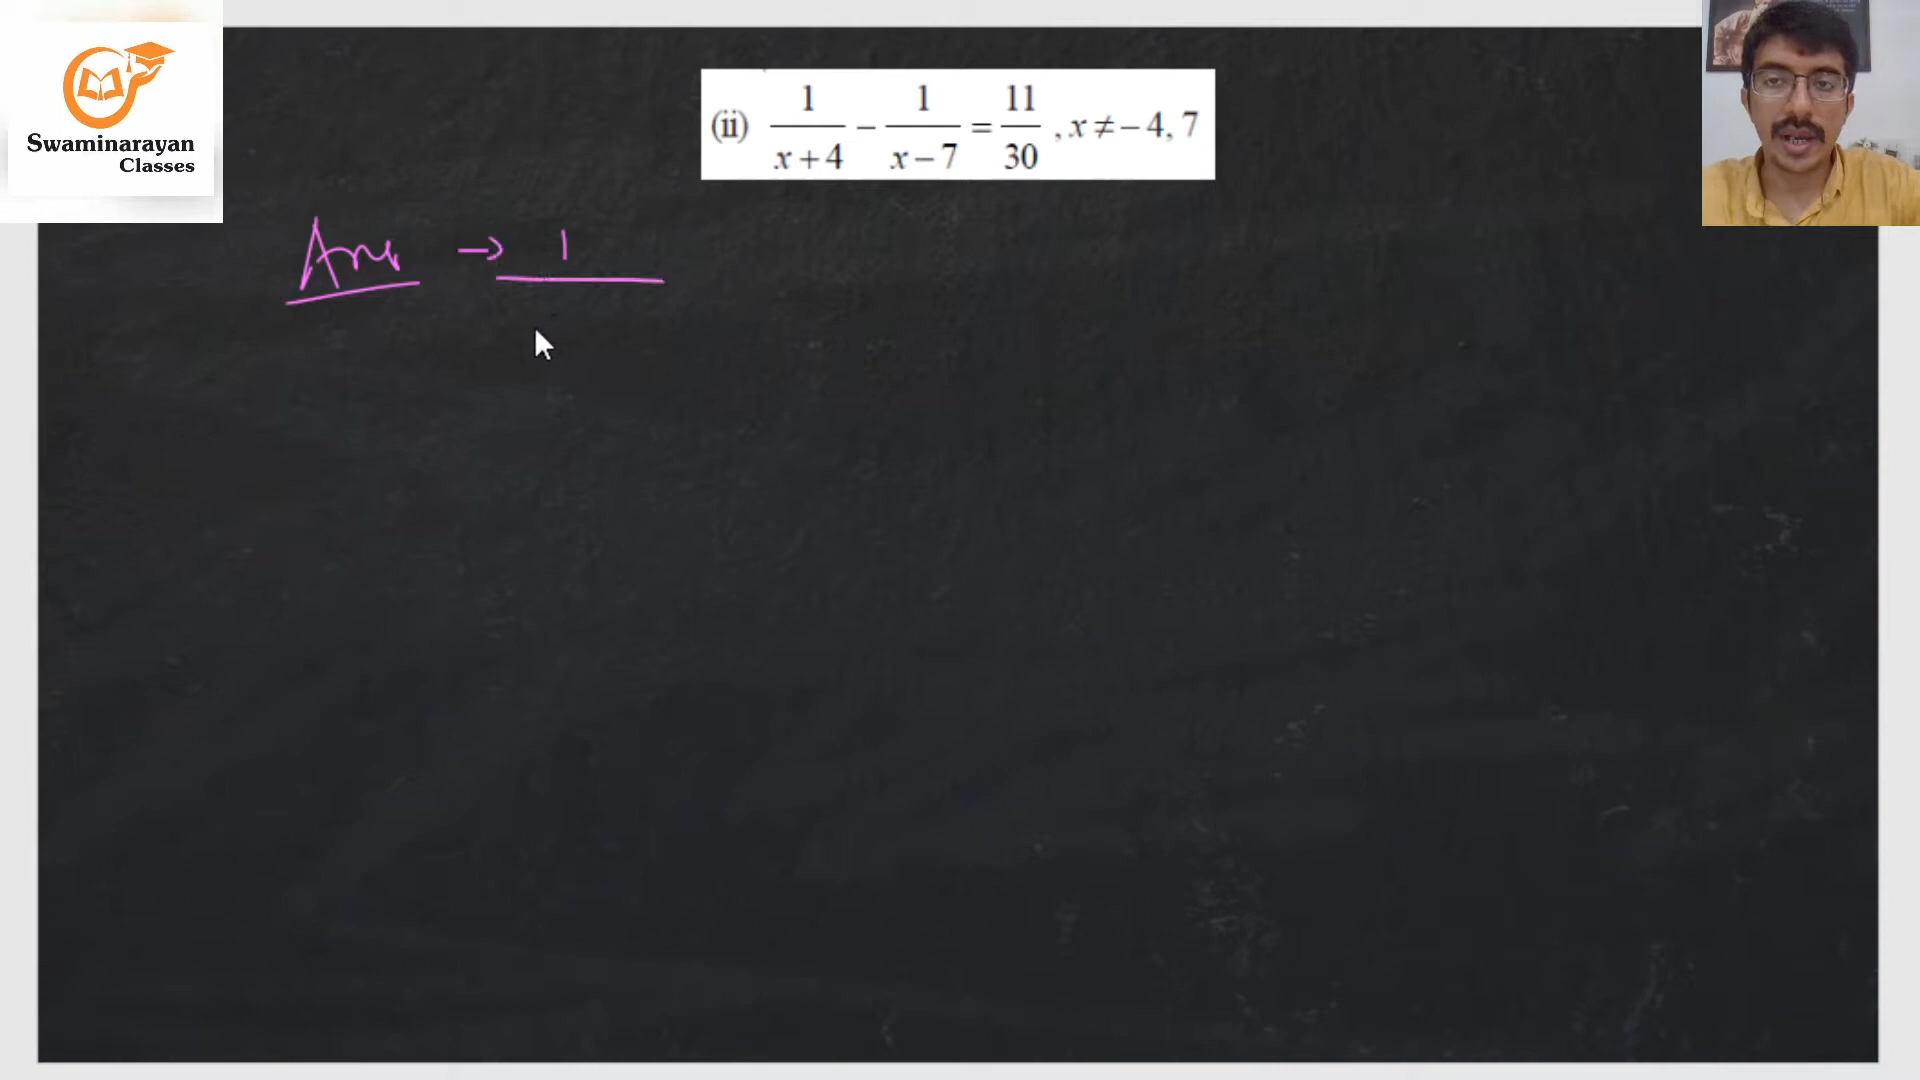 Swaminarayan
Classes
(ii) 1/(x+4) − 1/(x−7) = 11/30 , x ≠ − 4, 7
Ans → 1